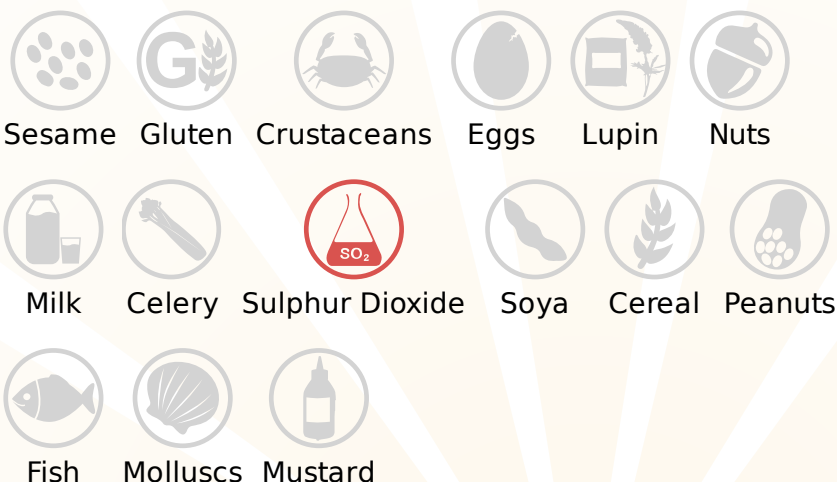 G
Sesame Gluten Crustaceans Eggs Lupin Nuts
SO₂
Milk Celery Sulphur Dioxide Soya Cereal Peanuts
Fish Molluscs Mustard